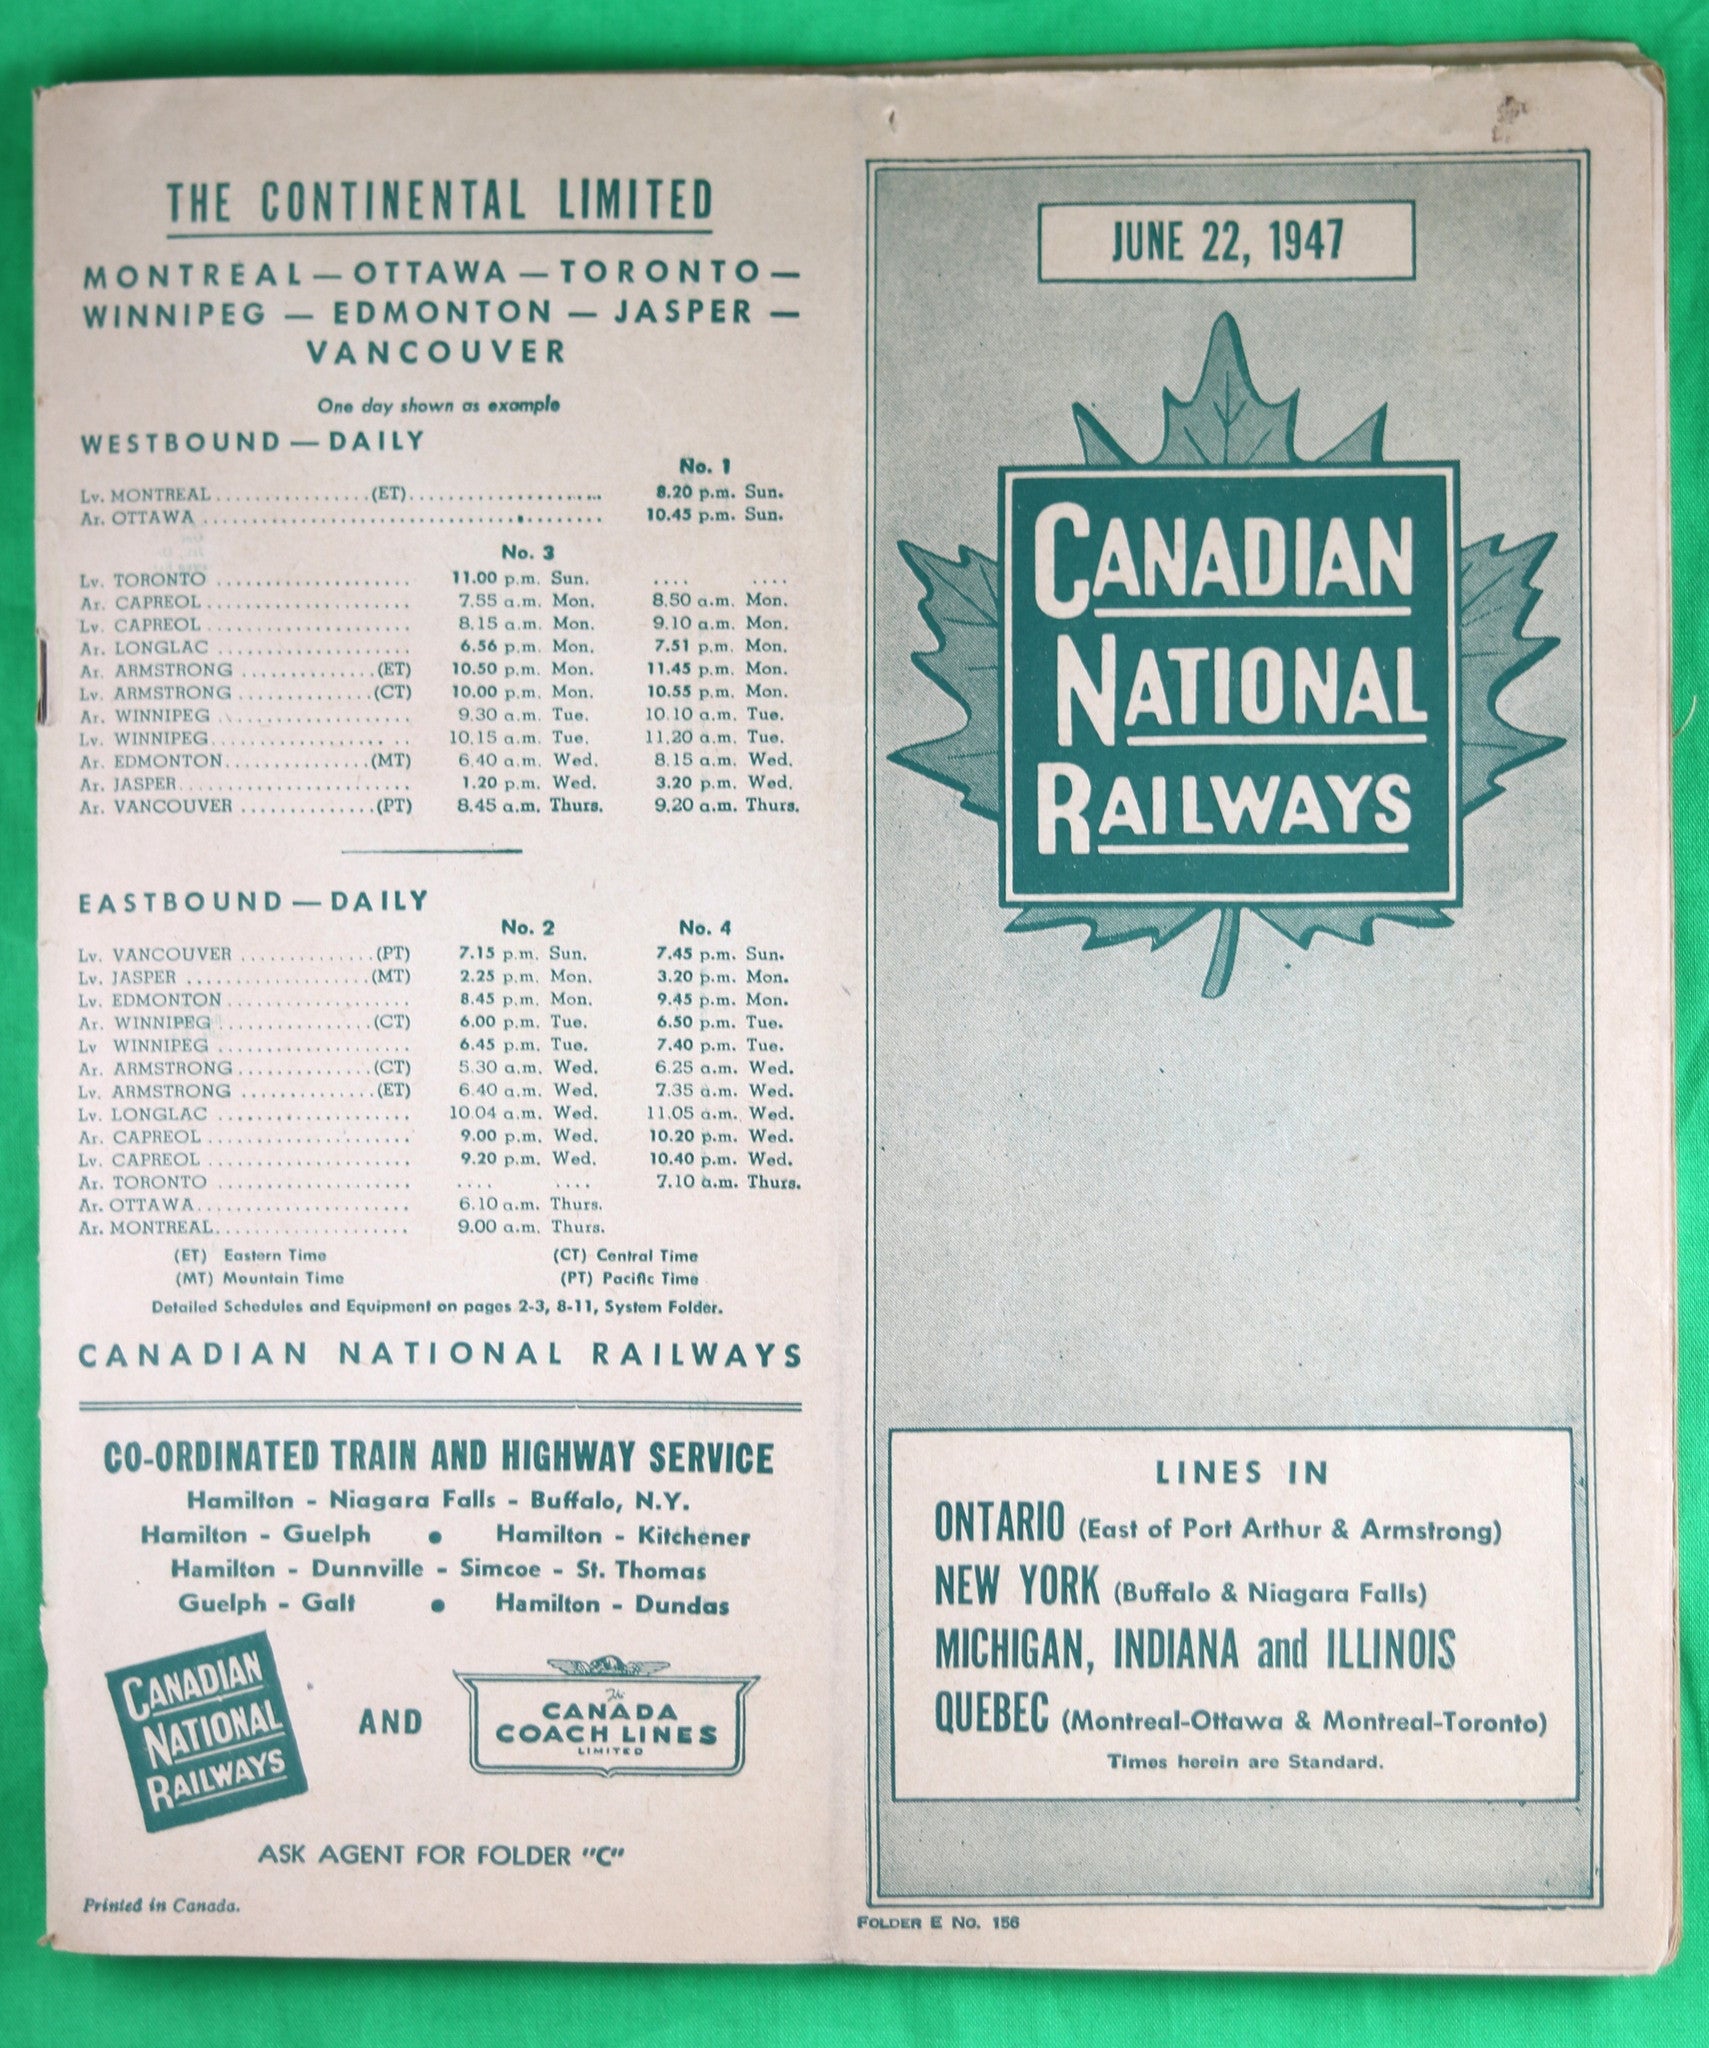 THE CONTINENTAL LIMITED
MONTREAL — OTTAWA — TORONTO —
WINNIPEG — EDMONTON — JASPER —
VANCOUVER
One day shown as example
WESTBOUND — DAILY
No. 1
Lv. MONTREAL (ET) 8.20 p.m. Sun.
Ar. OTTAWA 10.45 p.m. Sun.
No. 3
Lv. TORONTO 11.00 p.m. Sun. .... ....
Ar. CAPREOL 7.55 a.m. Mon. 8.50 a.m. Mon.
Lv. CAPREOL 8.15 a.m. Mon. 9.10 a.m. Mon.
Ar. LONGLAC 6.56 p.m. Mon. 7.51 p.m. Mon.
Ar. ARMSTRONG (ET) 10.50 p.m. Mon. 11.45 p.m. Mon.
Lv. ARMSTRONG (CT) 10.00 p.m. Mon. 10.55 p.m. Mon.
Ar. WINNIPEG 9.30 a.m. Tue. 10.10 a.m. Tue.
Lv. WINNIPEG 10.15 a.m. Tue. 11.20 a.m. Tue.
Ar. EDMONTON (MT) 6.40 a.m. Wed. 8.15 a.m. Wed.
Ar. JASPER 1.20 p.m. Wed. 3.20 p.m. Wed.
Ar. VANCOUVER (PT) 8.45 a.m. Thurs. 9.20 a.m. Thurs.
EASTBOUND — DAILY
No. 2 No. 4
Lv. VANCOUVER (PT) 7.15 p.m. Sun. 7.45 p.m. Sun.
Lv. JASPER (MT) 2.25 p.m. Mon. 3.20 p.m. Mon.
Lv. EDMONTON 8.45 p.m. Mon. 9.45 p.m. Mon.
Ar. WINNIPEG (CT) 6.00 p.m. Tue. 6.50 p.m. Tue.
Lv WINNIPEG 6.45 p.m. Tue. 7.40 p.m. Tue.
Ar. ARMSTRONG (CT) 5.30 a.m. Wed. 6.25 a.m. Wed.
Lv. ARMSTRONG (ET) 6.40 a.m. Wed. 7.35 a.m. Wed.
Lv. LONGLAC 10.04 a.m. Wed. 11.05 a.m. Wed.
Ar. CAPREOL 9.00 p.m. Wed. 10.20 p.m. Wed.
Lv. CAPREOL 9.20 p.m. Wed. 10.40 p.m. Wed.
Ar. TORONTO .... .... 7.10 a.m. Thurs.
Ar. OTTAWA 6.10 a.m. Thurs.
Ar. MONTREAL 9.00 a.m. Thurs.
(ET) Eastern Time (CT) Central Time
(MT) Mountain Time (PT) Pacific Time
Detailed Schedules and Equipment on pages 2-3, 8-11, System Folder.
CANADIAN NATIONAL RAILWAYS
CO-ORDINATED TRAIN AND HIGHWAY SERVICE
Hamilton - Niagara Falls - Buffalo, N.Y.
Hamilton - Guelph • Hamilton - Kitchener
Hamilton - Dunnville - Simcoe - St. Thomas
Guelph - Galt • Hamilton - Dundas
CANADIAN
NATIONAL
RAILWAYS
AND
The
CANADA
COACH LINES
LIMITED
ASK AGENT FOR FOLDER "C"
Printed in Canada.
JUNE 22, 1947
CANADIAN
NATIONAL
RAILWAYS
LINES IN
ONTARIO (East of Port Arthur & Armstrong)
NEW YORK (Buffalo & Niagara Falls)
MICHIGAN, INDIANA and ILLINOIS
QUEBEC (Montreal-Ottawa & Montreal-Toronto)
Times herein are Standard.
FOLDER E NO. 156